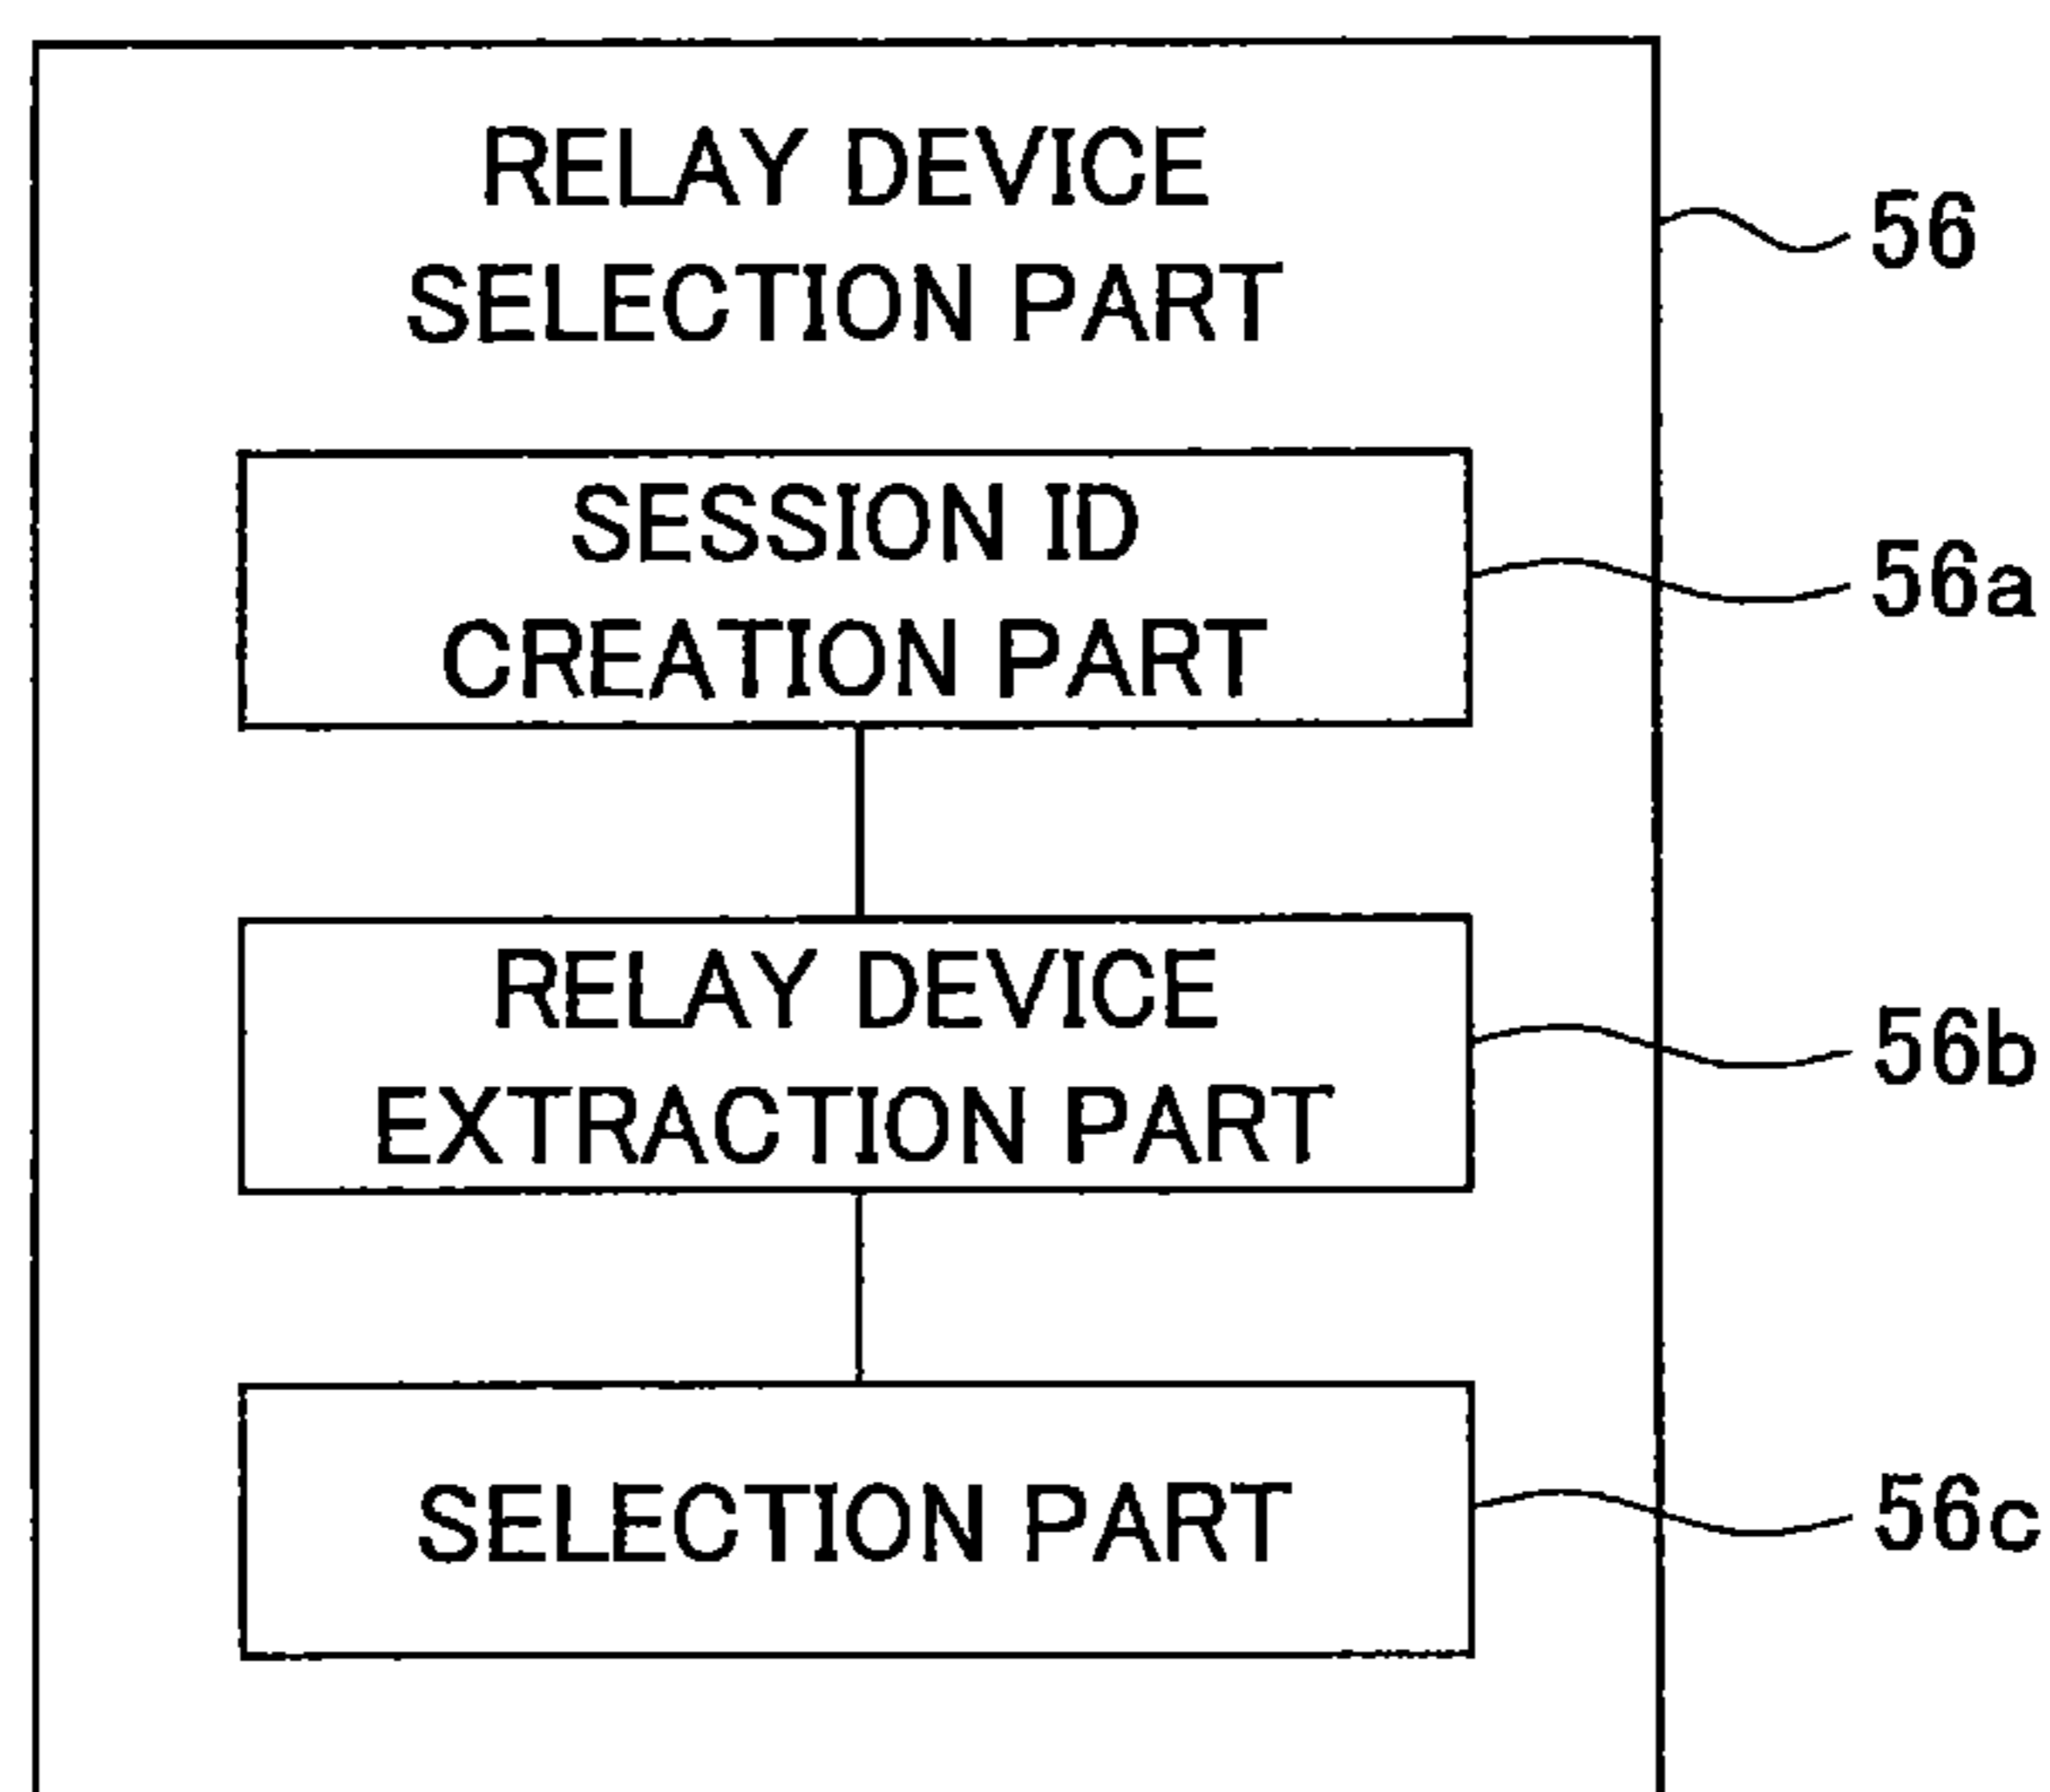 RELAY DEVICE
SELECTION PART
56
SESSION ID
CREATION PART
56a
RELAY DEVICE
EXTRACTION PART
56b
SELECTION PART
56c